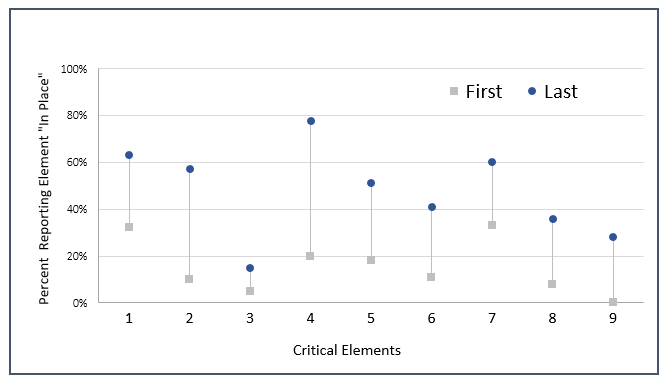 First Last
100%
80%
60%
40%
20%
0%
Percent Reporting Element "In Place"
1 2 3 4 5 6 7 8 9
Critical Elements